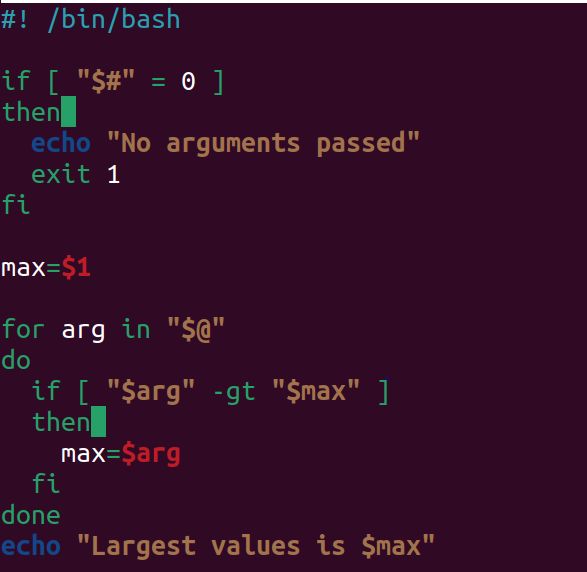 #! /bin/bash

if [ "$#" = 0 ]
then
  echo "No arguments passed"
  exit 1
fi

max=$1

for arg in "$@"
do
  if [ "$arg" -gt "$max" ]
  then
    max=$arg
  fi
done
echo "Largest values is $max"